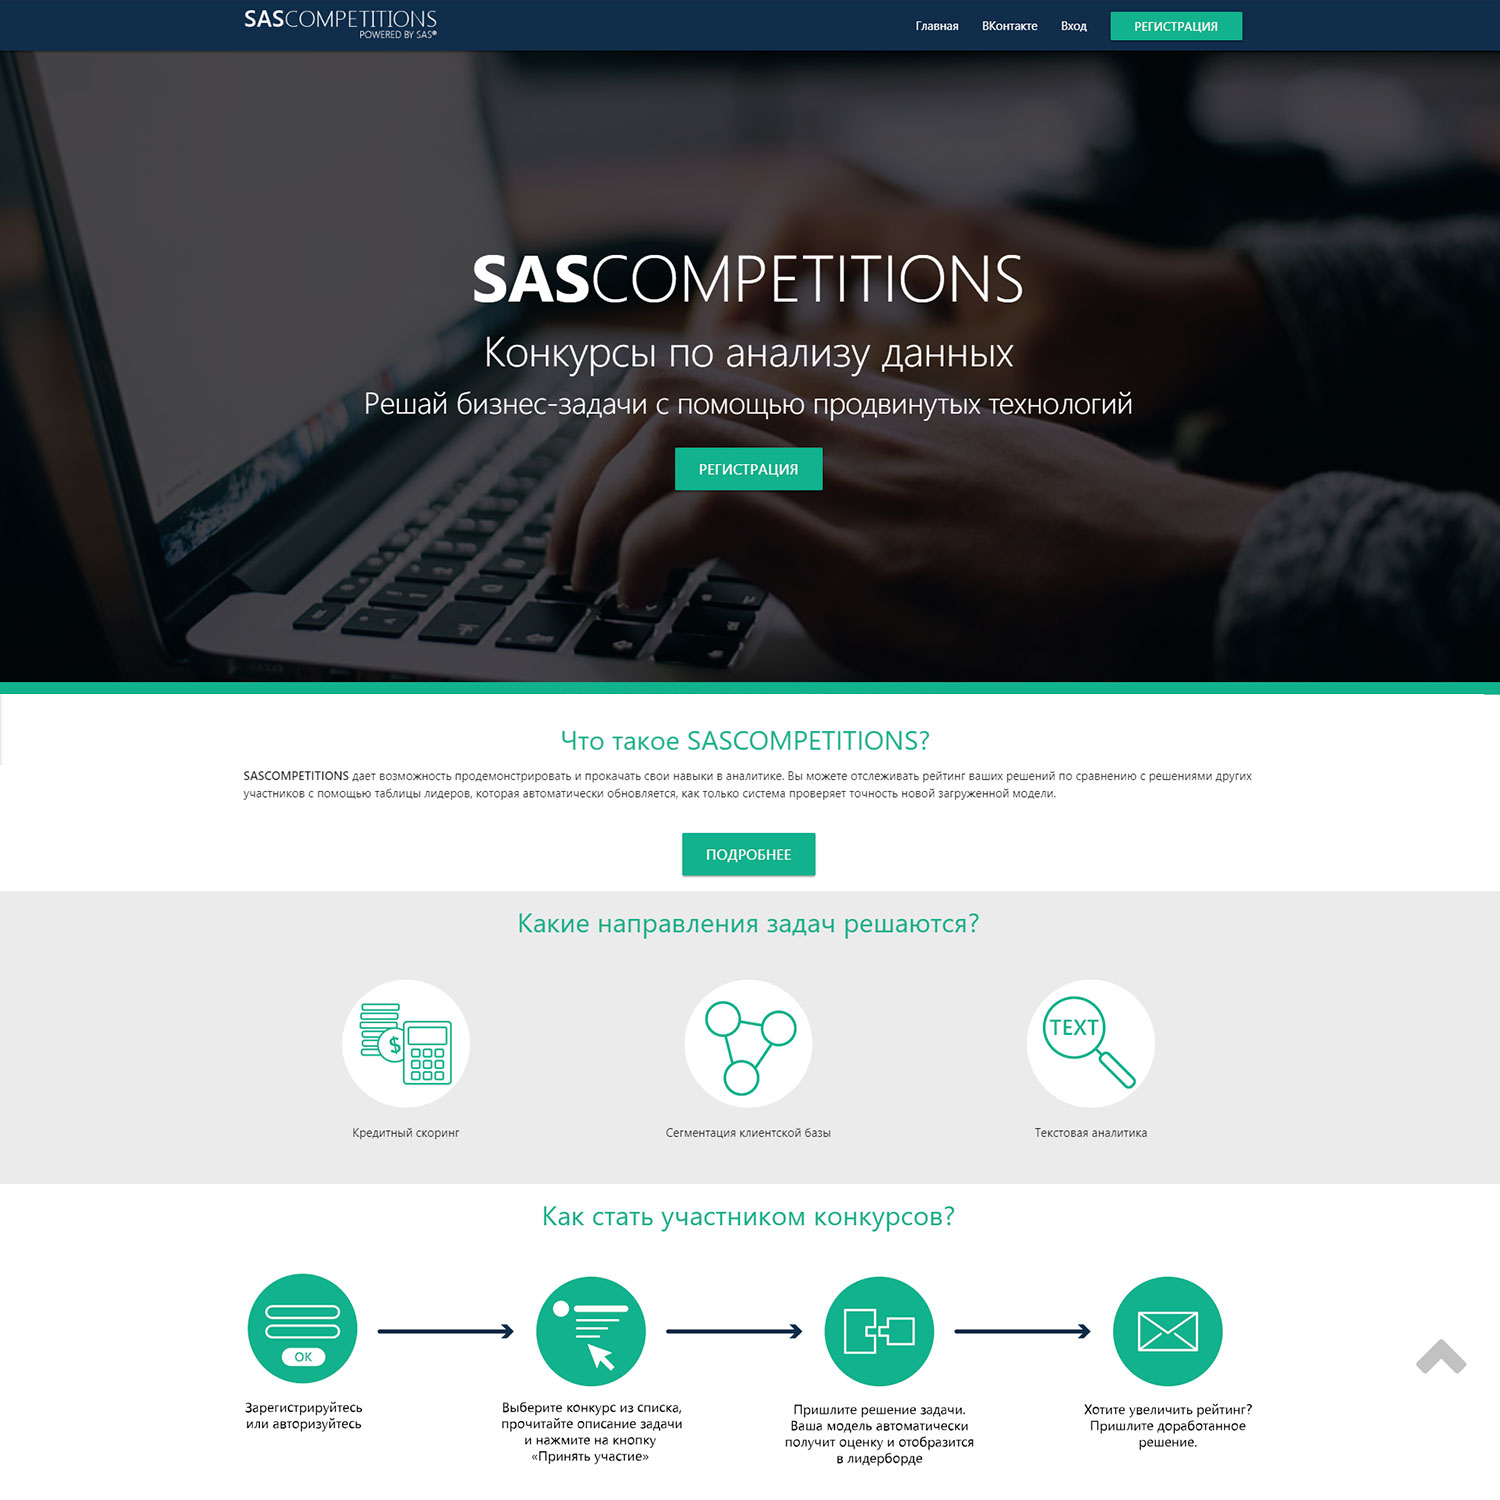 SASCOMPETITIONS
POWERED BY SAS®
Главная ВКонтакте Вход РЕГИСТРАЦИЯ
SASCOMPETITIONS
Конкурсы по анализу данных
Решай бизнес-задачи с помощью продвинутых технологий
РЕГИСТРАЦИЯ
Что такое SASCOMPETITIONS?
SASCOMPETITIONS дает возможность продемонстрировать и прокачать свои навыки в аналитике. Вы можете отслеживать рейтинг ваших решений по сравнению с решениями других
участников с помощью таблицы лидеров, которая автоматически обновляется, как только система проверяет точность новой загруженной модели.
ПОДРОБНЕЕ
Какие направления задач решаются?
$
TEXT
Кредитный скоринг
Сегментация клиентской базы
Текстовая аналитика
Как стать участником конкурсов?
OK
Зарегистрируйтесь
или авторизуйтесь
Выберите конкурс из списка,
прочитайте описание задачи
и нажмите на кнопку
«Принять участие»
Пришлите решение задачи.
Ваша модель автоматически
получит оценку и отобразится
в лидерборде
Хотите увеличить рейтинг?
Пришлите доработанное
решение.